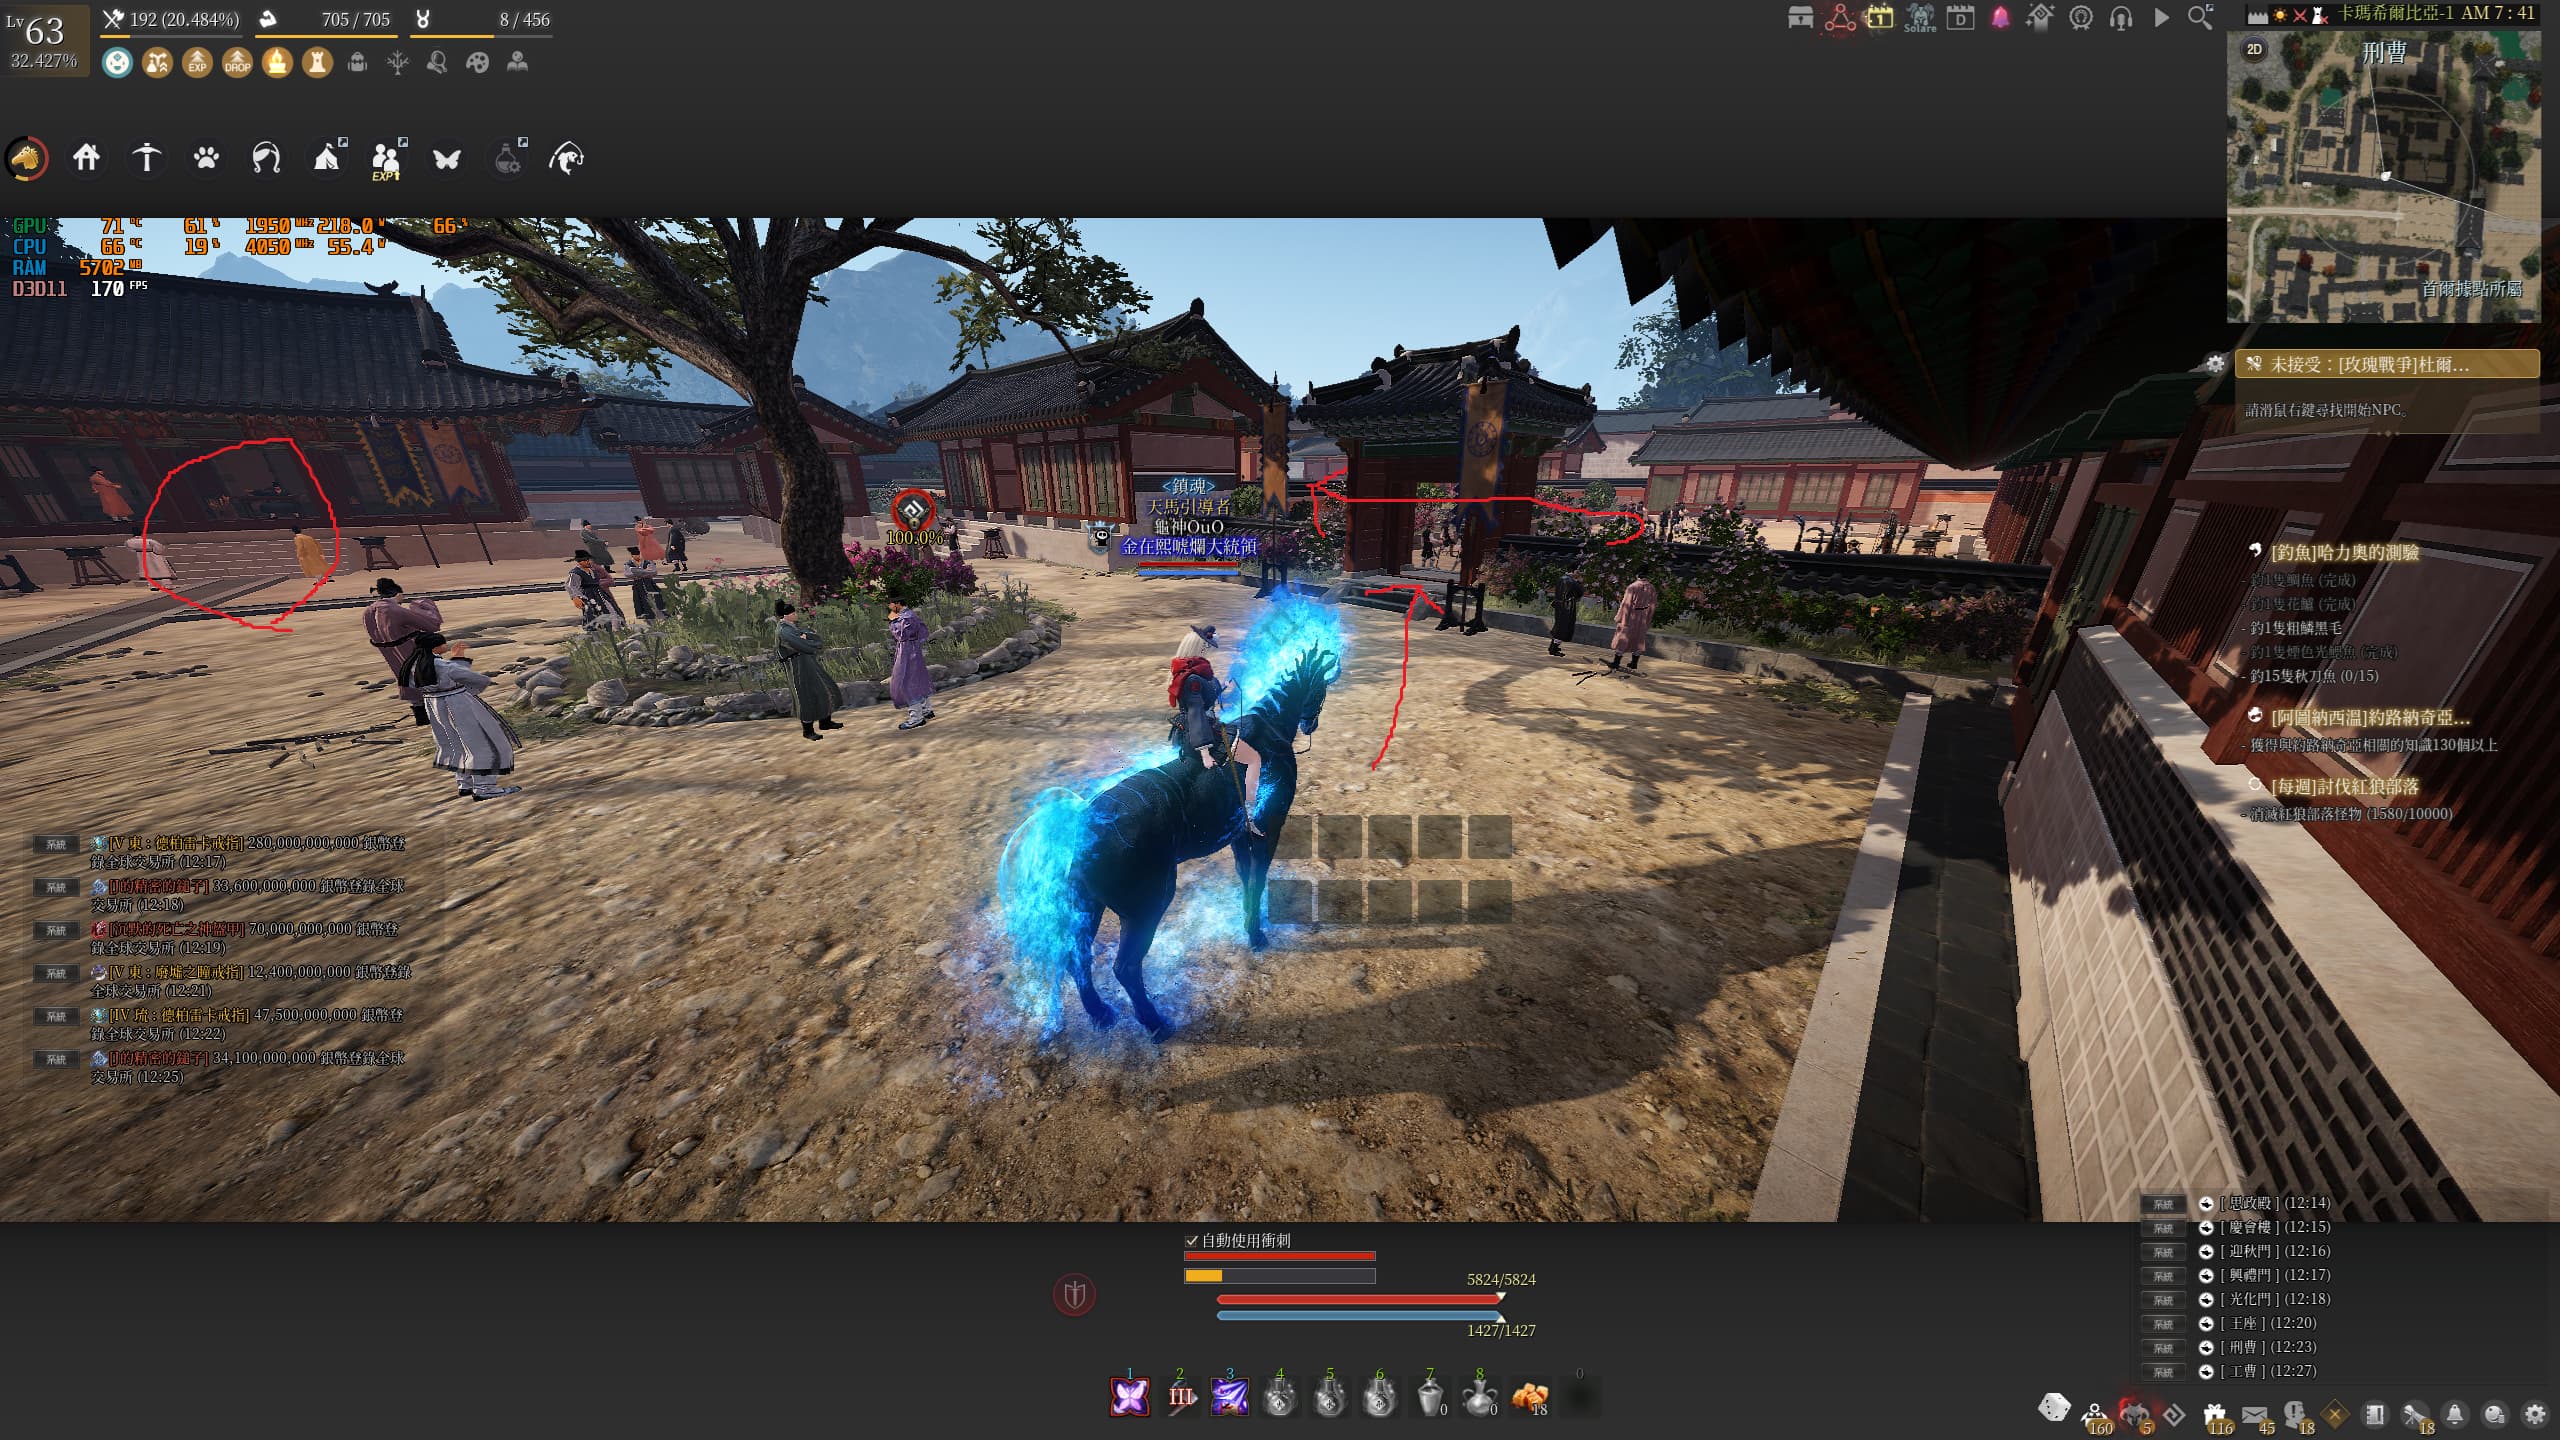 Lv 63
32.427%
192 (20.484%)
705 / 705
8 / 456
EXP
DROP
EXP
Solare
1
D
卡瑪希爾比亞-1 AM 7 : 41
2D
刑曹
首爾據點所屬
GPU 71 °C 61 % 1950 MHz 218.0 W 66 %
CPU 66 °C 19 % 4050 MHz 55.4 W
RAM 5702 MB
D3D11 170 FPS
未接受：[玫瑰戰爭]杜爾...
請滑鼠右鍵尋找開始NPC。
100.0%
<鎮魂>
天馬引導者
龜神OuO
金在熙唬爛大統領
[釣魚]哈力奧的測驗
- 釣1隻鯛魚 (完成)
- 釣1隻花鱸 (完成)
- 釣1隻粗鱗黑毛
- 釣1隻煙色光鰓魚 (完成)
- 釣15隻秋刀魚 (0/15)
[阿圖納西溫]約路納奇亞...
- 獲得與約路納奇亞相關的知識130個以上
[每週]討伐紅狼部落
- 消滅紅狼部落怪物 (1580/10000)
系統 [V 東：德柏雷卡戒指] 280,000,000,000 銀幣登
錄全球交易所 (12:17)
系統 [J的精密的鎚子] 33,600,000,000 銀幣登錄全球
交易所 (12:18)
系統 [沉默的死亡之神盔甲] 70,000,000,000 銀幣登
錄全球交易所 (12:19)
系統 [V 東：廢墟之瞳戒指] 12,400,000,000 銀幣登錄
全球交易所 (12:21)
系統 [IV 琉：德柏雷卡戒指] 47,500,000,000 銀幣登
錄全球交易所 (12:22)
系統 [J的精密的鎚子] 34,100,000,000 銀幣登錄全球
交易所 (12:25)
自動使用衝刺
5824/5824
1427/1427
1 2 3 4 5 6 7 8 0
III
0 0 18
系統 [ 思政殿 ] (12:14)
系統 [ 慶會樓 ] (12:15)
系統 [ 迎秋門 ] (12:16)
系統 [ 興禮門 ] (12:17)
系統 [ 光化門 ] (12:18)
系統 [ 王座 ] (12:20)
系統 [ 刑曹 ] (12:23)
系統 [ 工曹 ] (12:27)
160 5 116 45 18 18